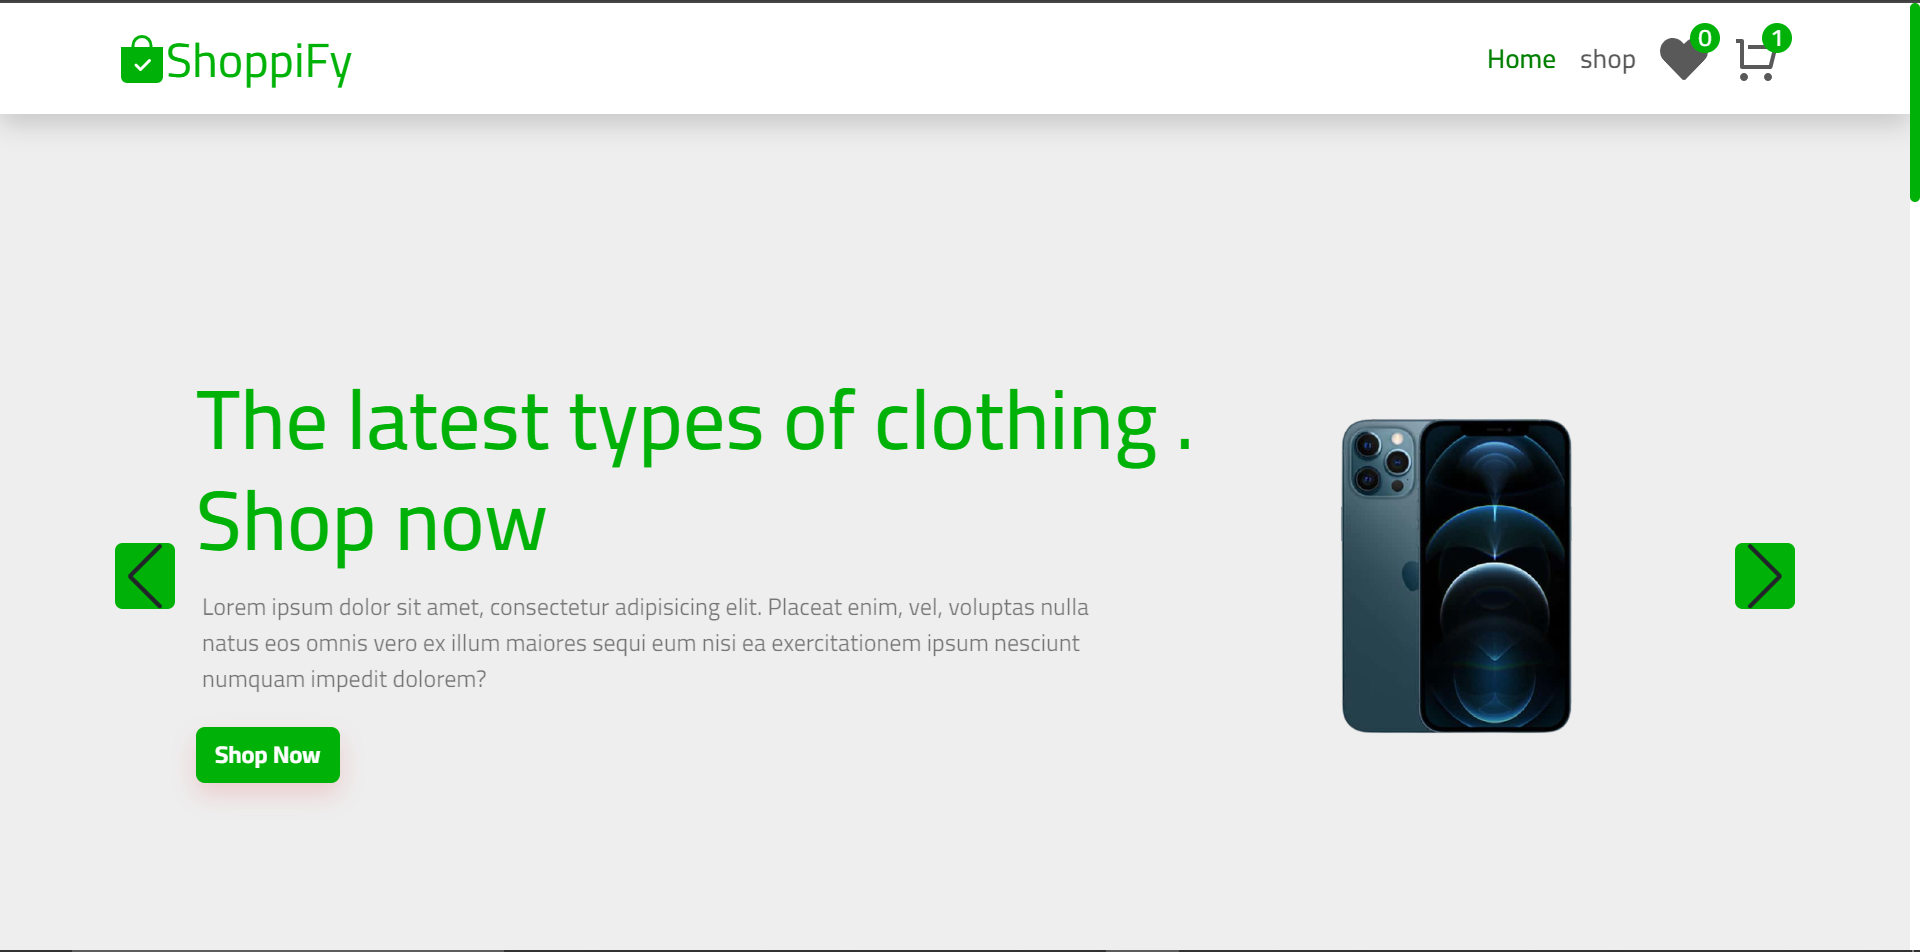 ShoppiFy
Home shop 0 1
The latest types of clothing .
Shop now
Lorem ipsum dolor sit amet, consectetur adipisicing elit. Placeat enim, vel, voluptas nulla
natus eos omnis vero ex illum maiores sequi eum nisi ea exercitationem ipsum nesciunt
numquam impedit dolorem?
Shop Now